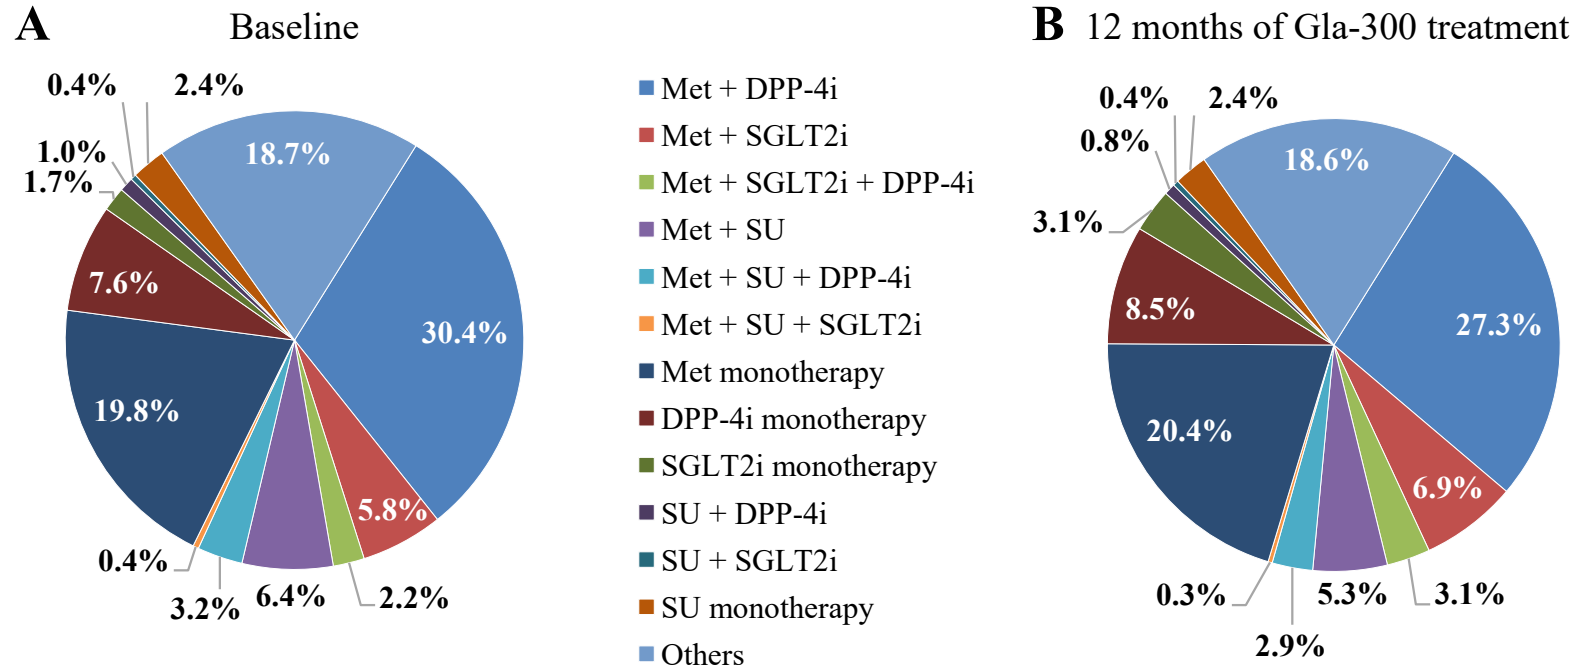 A Baseline
0.4% 2.4%
1.0%
1.7%
18.7%
7.6%
30.4%
19.8%
5.8%
0.4%
3.2%
6.4%
2.2%
Met + DPP-4i
Met + SGLT2i
Met + SGLT2i + DPP-4i
Met + SU
Met + SU + DPP-4i
Met + SU + SGLT2i
Met monotherapy
DPP-4i monotherapy
SGLT2i monotherapy
SU + DPP-4i
SU + SGLT2i
SU monotherapy
Others
B 12 months of Gla-300 treatment
0.4% 2.4%
0.8%
18.6%
3.1%
8.5%
27.3%
20.4%
6.9%
0.3%
5.3%
3.1%
2.9%